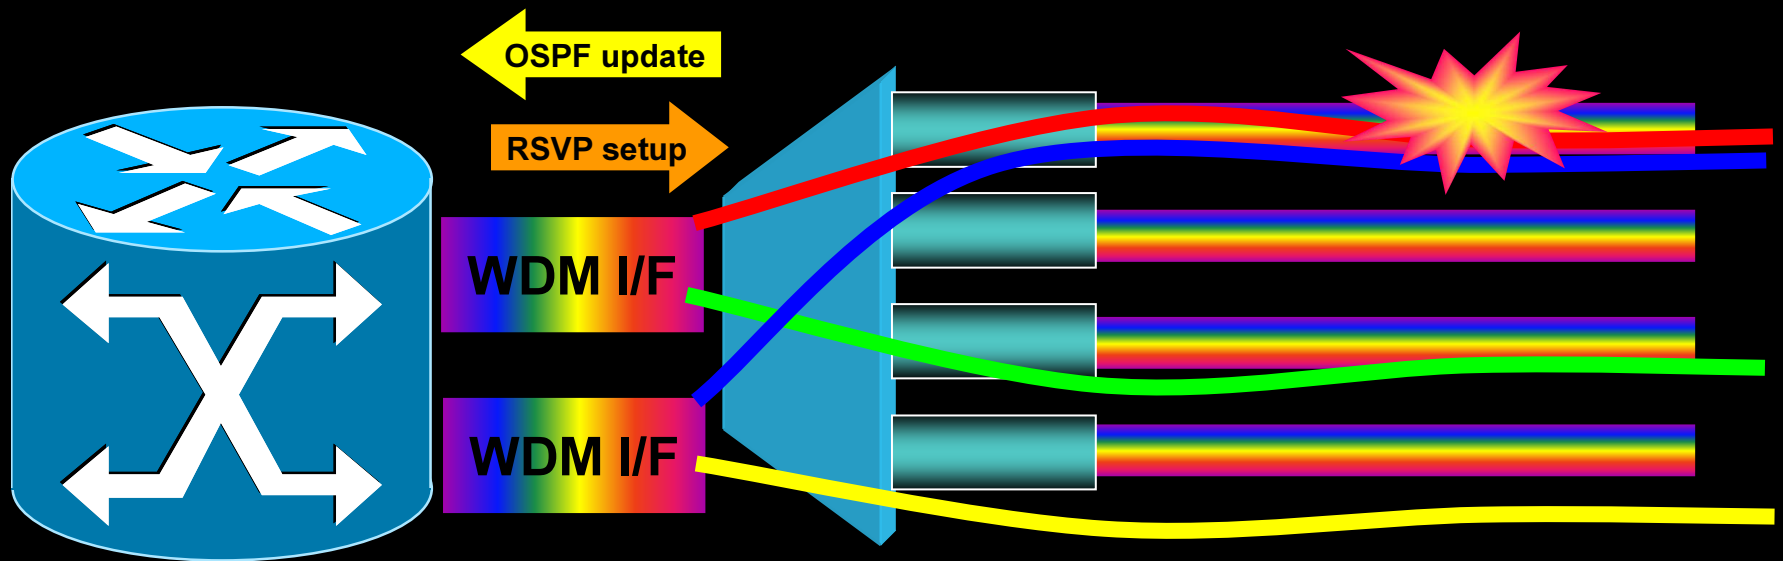 OSPF update
RSVP setup
WDM I/F
WDM I/F